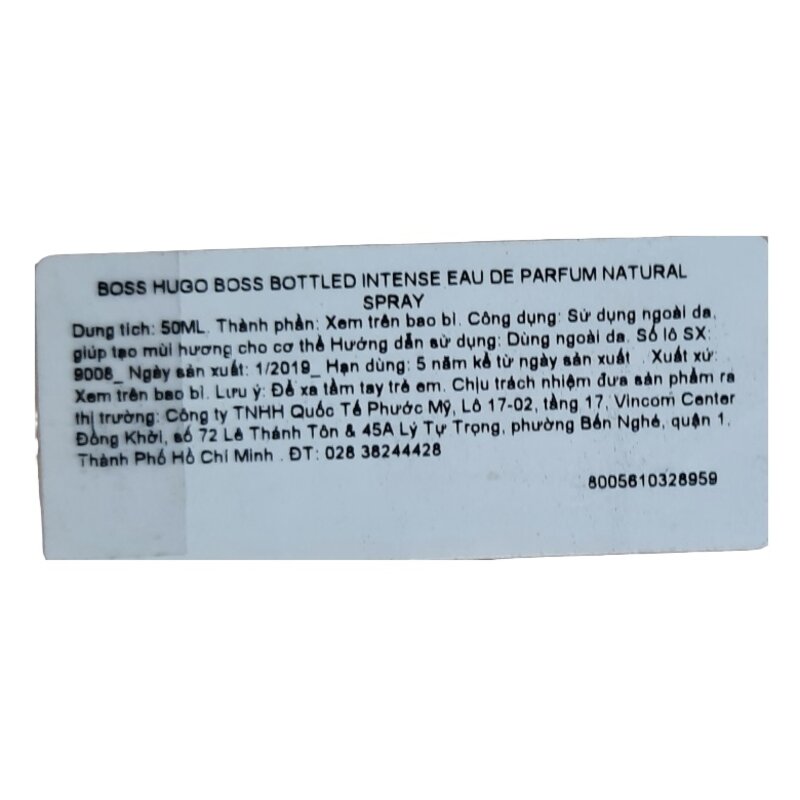 BOSS HUGO BOSS BOTTLED INTENSE EAU DE PARFUM NATURAL
SPRAY
Dung tích: 50ML. Thành phần: Xem trên bao bì. Công dụng: Sử dụng ngoài da,
giúp tạo mùi hương cho cơ thể Hướng dẫn sử dụng: Dùng ngoài da. Số lô SX:
9008_ Ngày sản xuất: 1/2019_ Hạn dùng: 5 năm kể từ ngày sản xuất . Xuất xứ:
Xem trên bao bì. Lưu ý: Để xa tầm tay trẻ em. Chịu trách nhiệm đưa sản phẩm ra
thị trường: Công ty TNHH Quốc Tế Phước Mỹ, Lô 17-02, tầng 17, Vincom Center
Đồng Khởi, số 72 Lê Thánh Tôn & 45A Lý Tự Trọng, phường Bến Nghé, quận 1,
Thành Phố Hồ Chí Minh . ĐT: 028 38244428
8005610328959